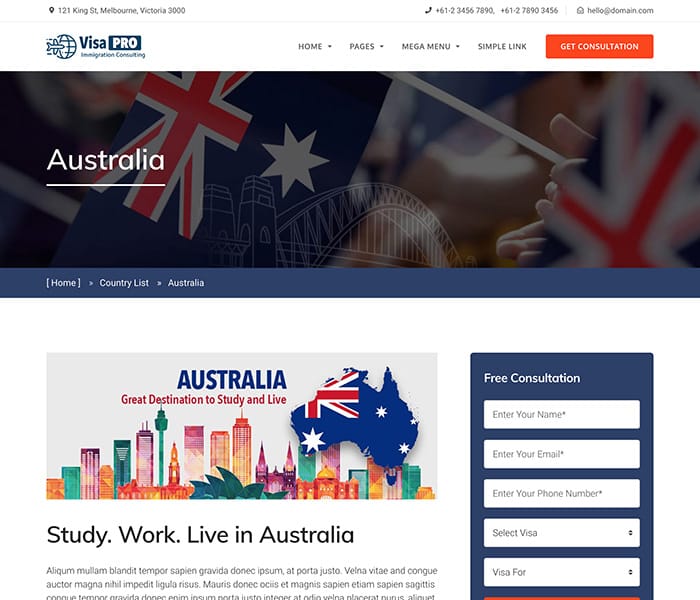 121 King St, Melbourne, Victoria 3000
+61-2 3456 7890, +61-2 7890 3456
hello@domain.com
Visa PRO
Immigration Consulting
HOME
PAGES
MEGA MENU
SIMPLE LINK
GET CONSULTATION
Australia
[ Home ] » Country List » Australia
AUSTRALIA
Great Destination to Study and Live
Free Consultation
Enter Your Name*
Enter Your Email*
Enter Your Phone Number*
Select Visa
Visa For
Study. Work. Live in Australia
Aliqum mullam blandit tempor sapien gravida donec ipsum, at porta justo. Velna vitae and congue
auctor magna nihil impedit ligula risus. Mauris donec ociis et magnis sapien etiam sapien sagittis
congue tempor gravida donec enim ipsum porta justo integer at odio velna placerat purus, aliquet